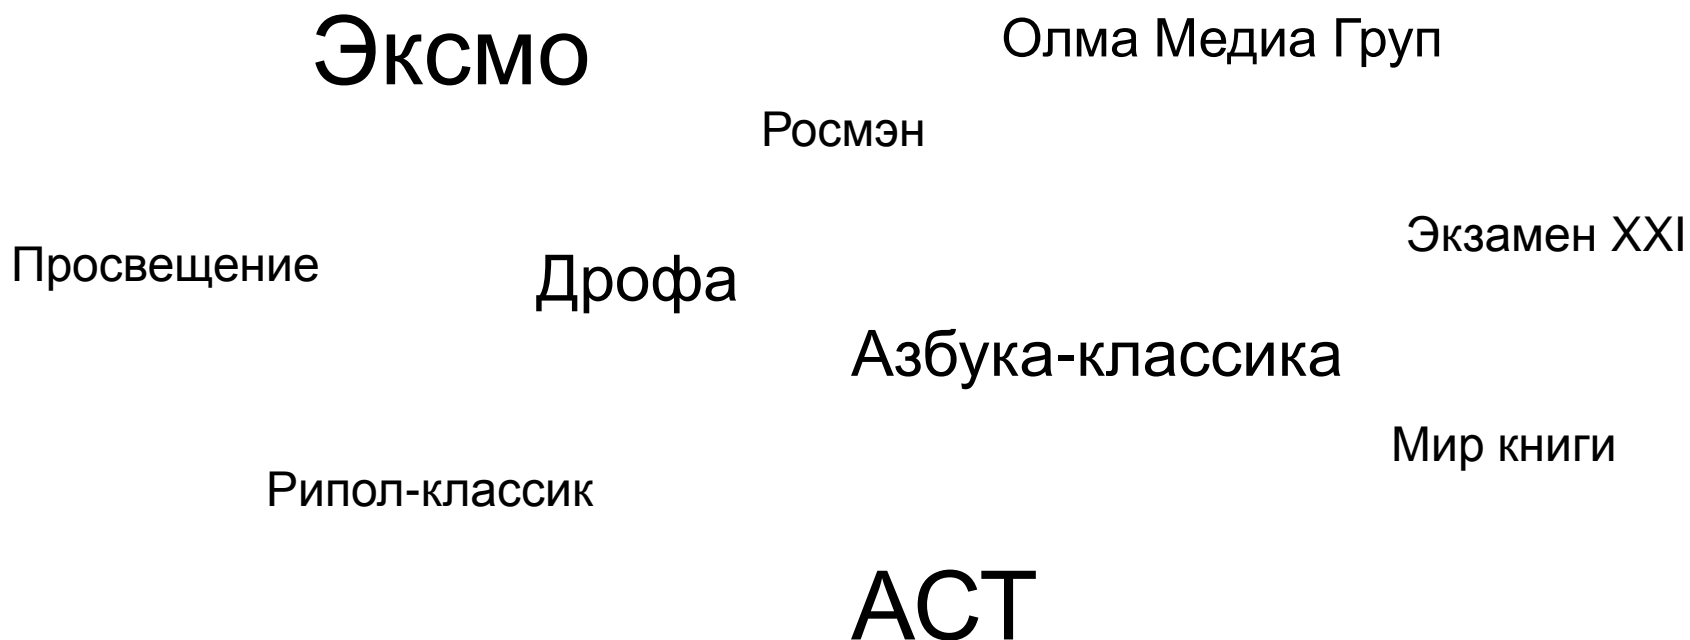 Эксмо
Олма Медиа Груп
Росмэн
Экзамен XXI
Просвещение
Дрофа
Азбука-классика
Мир книги
Рипол-классик
АСТ